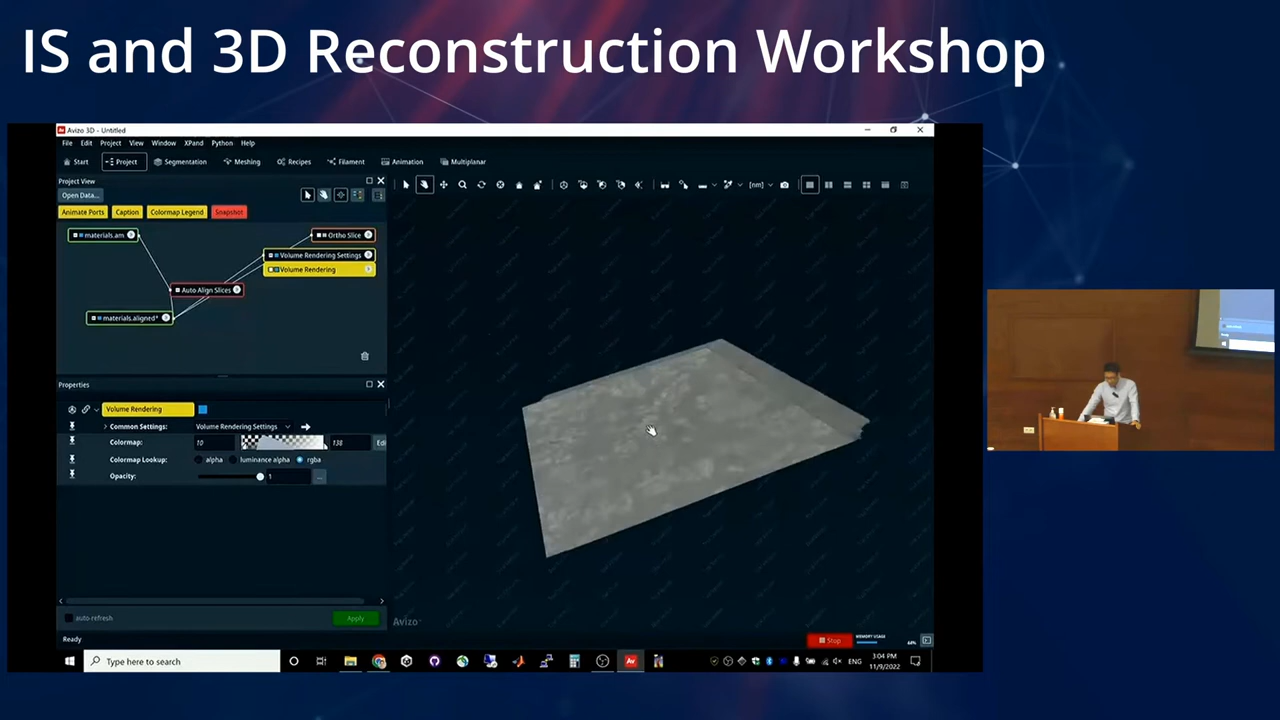 IS and 3D Reconstruction Workshop
Avizo 3D - Untitled
File Edit Project View Window XPand Python Help
Start Project Segmentation Meshing Recipes Filament Animation Multiplanar
Project View
Open Data...
[nm]
Animate Ports Caption Colormap Legend Snapshot
materials.am
Ortho Slice
Volume Rendering Settings
Volume Rendering
Auto Align Slices
materials.aligned*
Properties
Volume Rendering
Common Settings: Volume Rendering Settings
Colormap: 10 138 Edi
Colormap Lookup: alpha luminance alpha rgba
Opacity: 1 ...
auto refresh Apply
Avizo
Ready
Stop
MEMORY USAGE
Type here to search
ENG
3:04 PM
11/9/2022